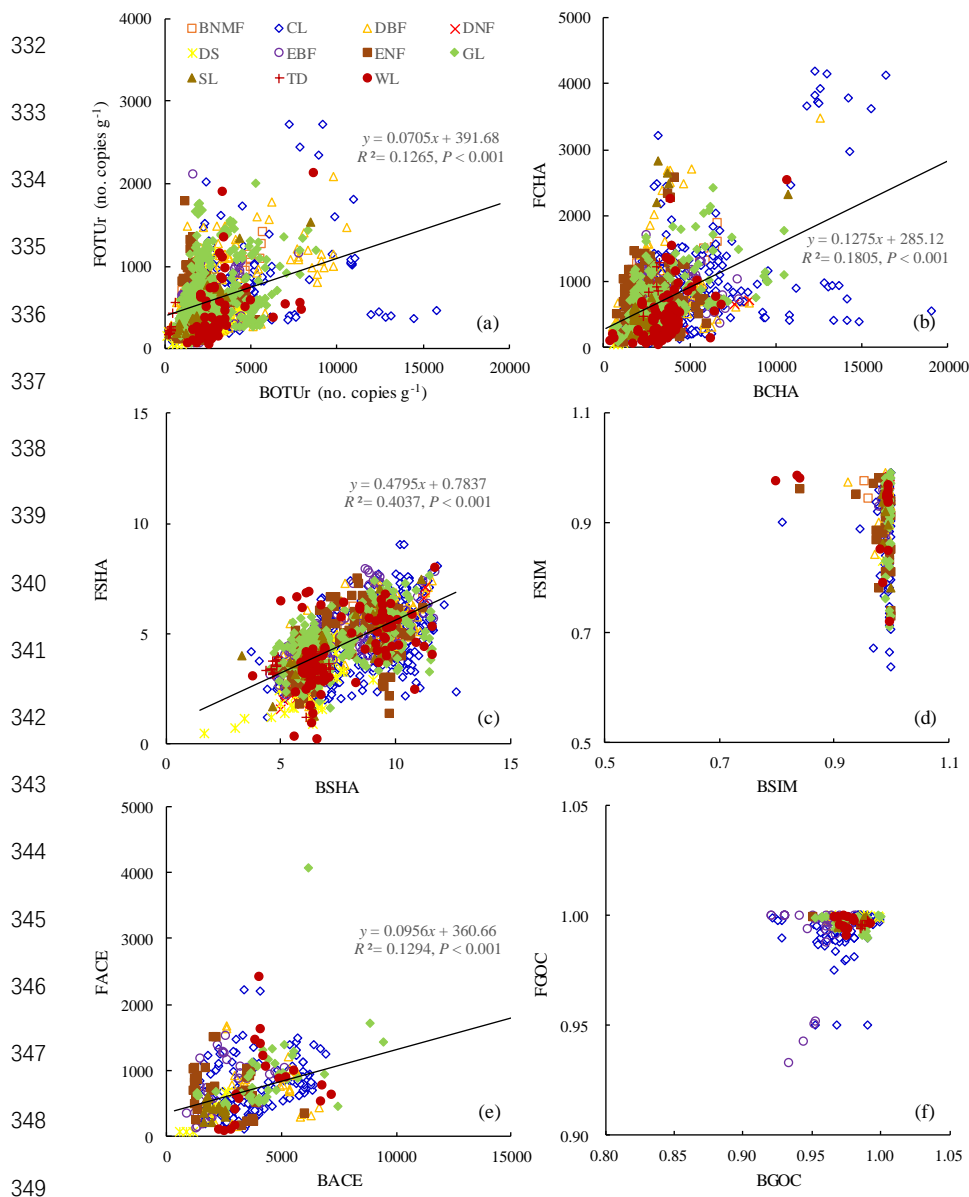 332
333
334
335
336
337
338
339
340
341
342
343
344
345
346
347
348
349
4000
3000
2000
1000
0
FOTUr (no. copies g⁻¹)
BNMF CL DBF DNF
DS EBF ENF GL
SL TD WL
y = 0.0705x + 391.68
R² = 0.1265, P < 0.001
(a)
0 5000 10000 15000 20000
BOTUr (no. copies g⁻¹)
5000
4000
3000
2000
1000
0
FCHA
y = 0.1275x + 285.12
R² = 0.1805, P < 0.001
(b)
0 5000 10000 15000 20000
BCHA
15
10
5
0
FSHA
y = 0.4795x + 0.7837
R² = 0.4037, P < 0.001
(c)
0 5 10 15
BSHA
1.1
0.9
0.7
0.5
FSIM
(d)
0.5 0.7 0.9 1.1
BSIM
5000
4000
3000
2000
1000
0
FACE
y = 0.0956x + 360.66
R² = 0.1294, P < 0.001
(e)
0 5000 10000 15000
BACE
1.05
1.00
0.95
0.90
FGOC
(f)
0.80 0.85 0.90 0.95 1.00
BGOC